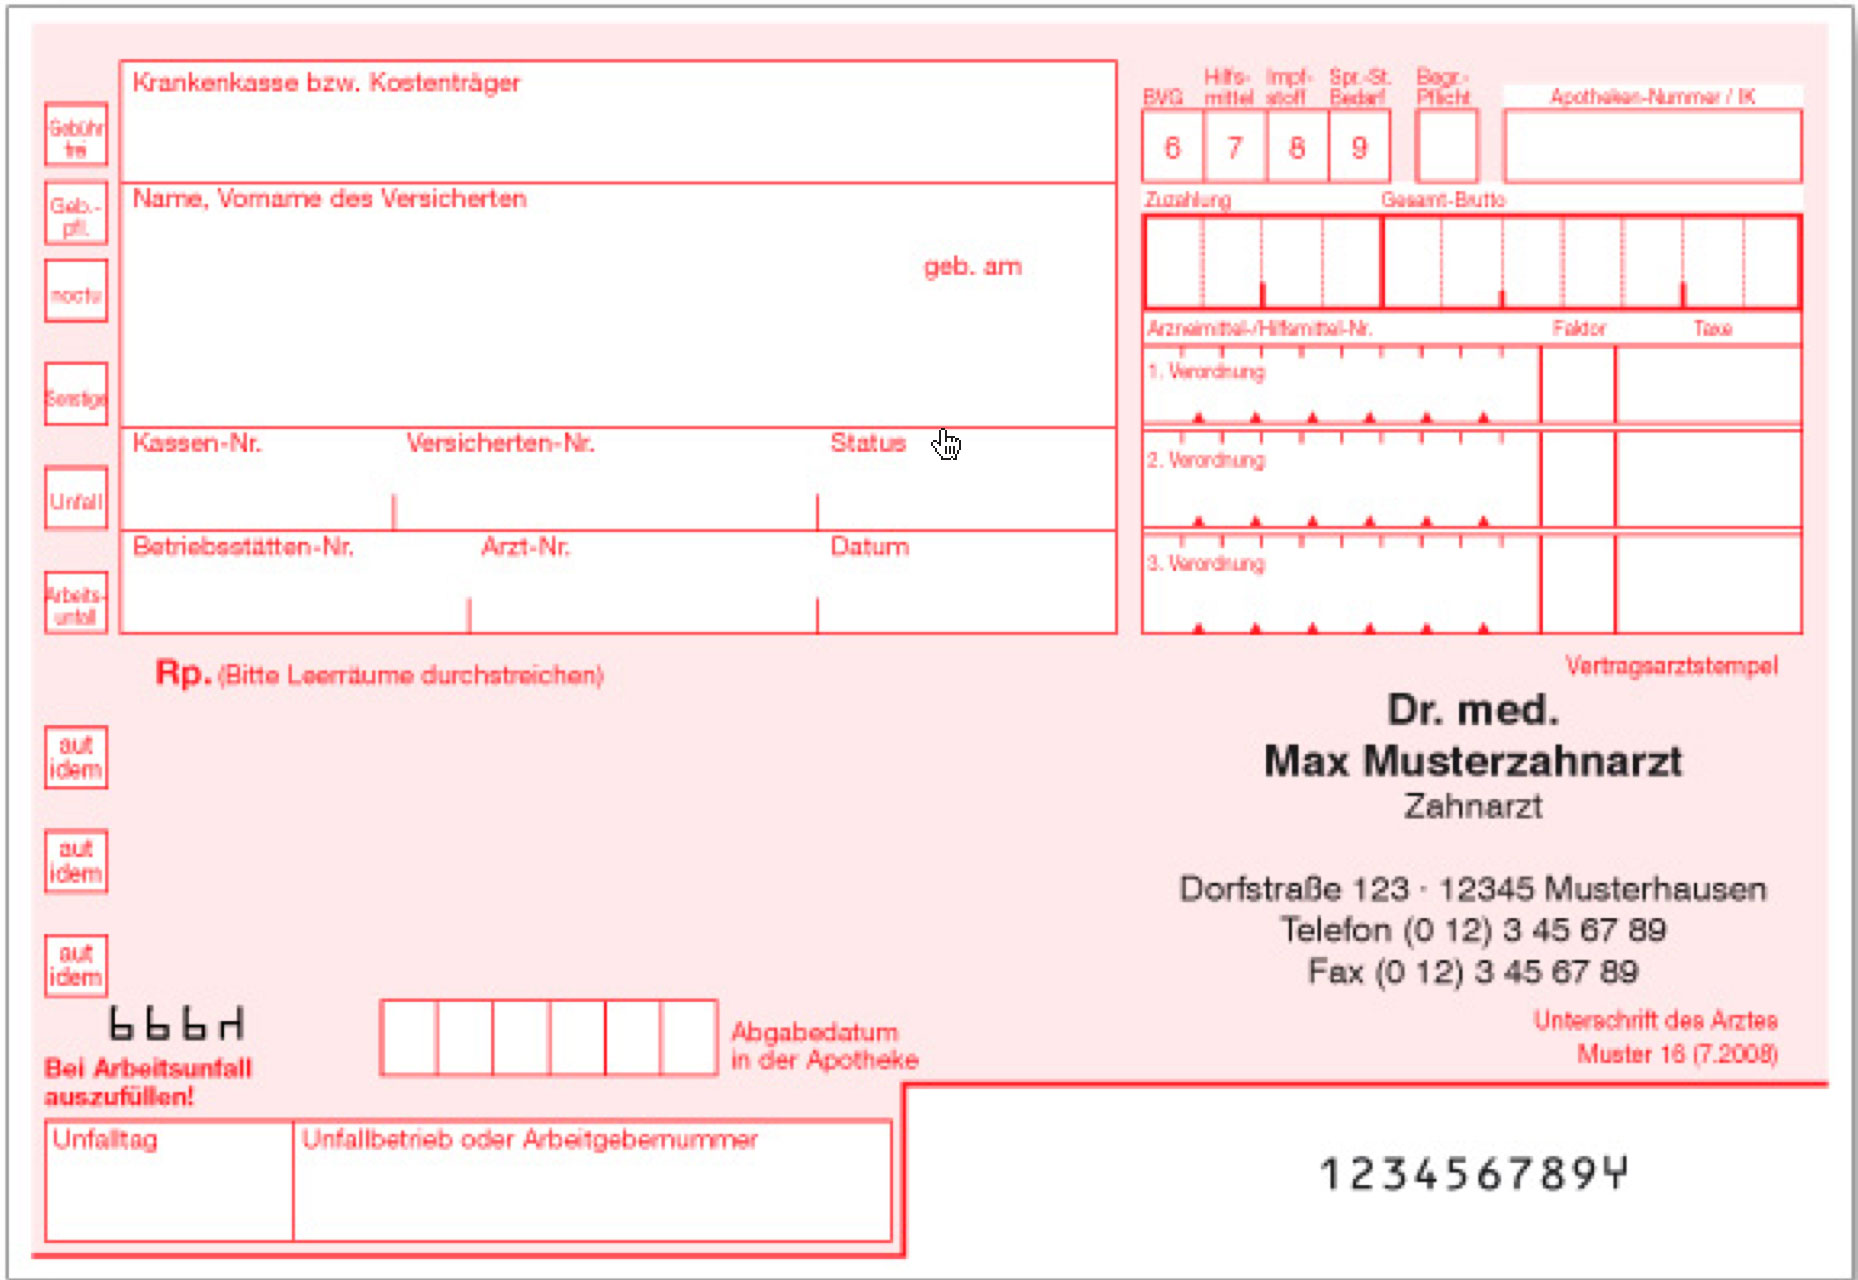 Krankenkasse bzw. Kostenträger
Gebühr
frei
Geb.-
pfl.
noctu
Sonstige
Unfall
Arbeits-
unfall
Name, Vorname des Versicherten
geb. am
Kassen-Nr. Versicherten-Nr. Status
Betriebsstätten-Nr. Arzt-Nr. Datum
BVG Hilfs-
mittel Impf-
stoff Spr.-St.
Bedarf Begr.-
Pflicht Apotheken-Nummer / IK
6 7 8 9
Zuzahlung Gesamt-Brutto
Arzneimittel-/Hilfsmittel-Nr. Faktor Taxe
1. Verordnung
2. Verordnung
3. Verordnung
Rp. (Bitte Leerräume durchstreichen)
aut
idem
aut
idem
aut
idem
Vertragsarztstempel
Dr. med.
Max Musterzahnarzt
Zahnarzt
Dorfstraße 123 · 12345 Musterhausen
Telefon (0 12) 3 45 67 89
Fax (0 12) 3 45 67 89
Unterschrift des Arztes
Muster 16 (7.2008)
Abgabedatum
in der Apotheke
Bei Arbeitsunfall
auszufüllen!
Unfalltag Unfallbetrieb oder Arbeitgebernummer
123456789